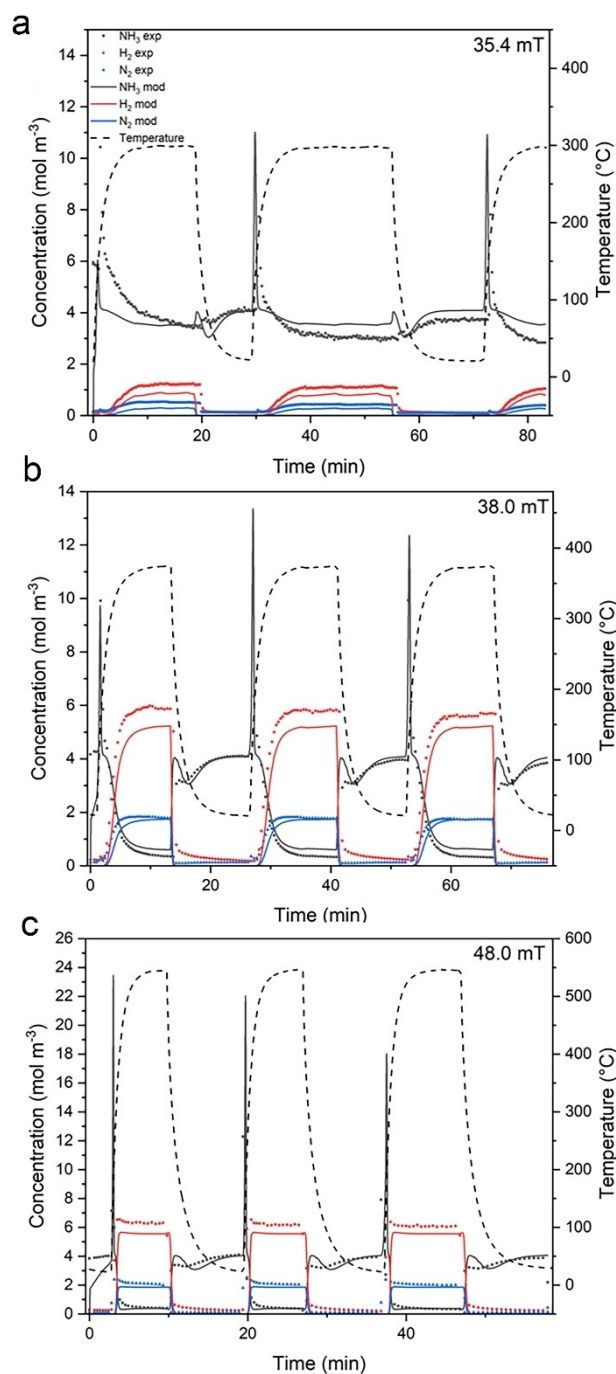 a
35.4 mT
NH3 exp
H2 exp
N2 exp
NH3 mod
H2 mod
N2 mod
Temperature
Concentration (mol m-3)
0
2
4
6
8
10
12
14
Temperature (°C)
0
100
200
300
400
0
20
40
60
80
Time (min)
b
38.0 mT
Concentration (mol m-3)
0
2
4
6
8
10
12
14
Temperature (°C)
0
100
200
300
400
0
20
40
60
Time (min)
c
48.0 mT
Concentration (mol m-3)
0
2
4
6
8
10
12
14
16
18
20
22
24
26
Temperature (°C)
0
100
200
300
400
500
600
0
20
40
Time (min)